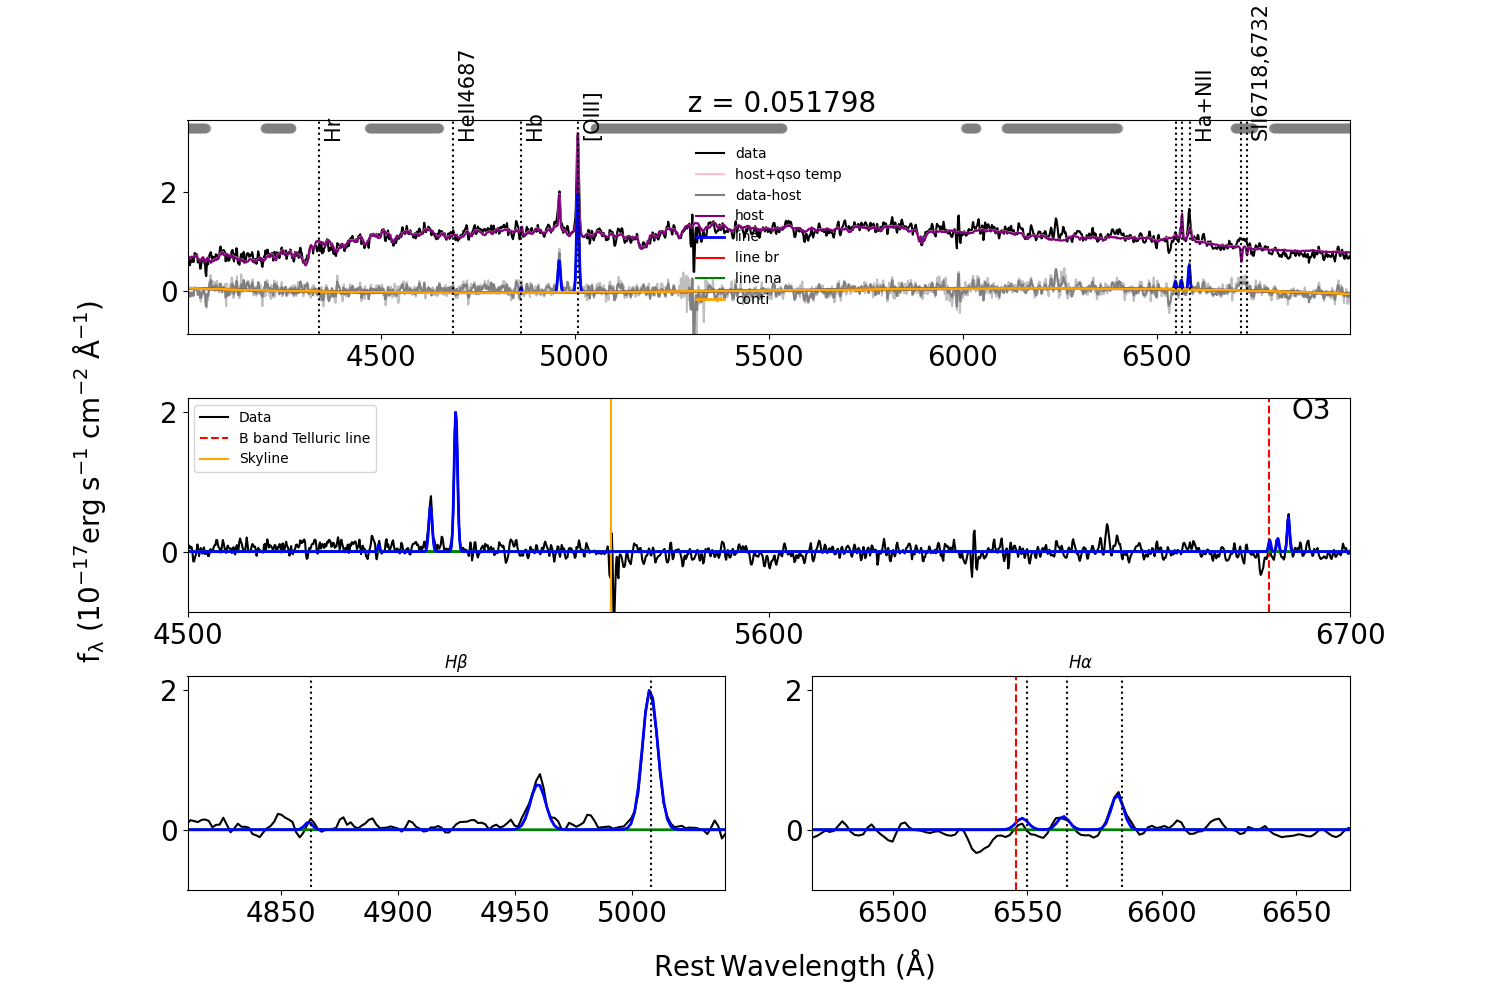 z = 0.051798
Hr
HeII4687
Hb
[OIII]
Ha+NII
SII6718,6732
data
host+qso temp
data-host
host
line
line br
line na
conti
2
0
4500 5000 5500 6000 6500
fλ (10⁻¹⁷erg s⁻¹ cm⁻² Å⁻¹)
O3
Data
B band Telluric line
Skyline
2
0
4500 5600 6700
Hβ
2
0
4850 4900 4950 5000
Hα
2
0
6500 6550 6600 6650
Rest Wavelength (Å)